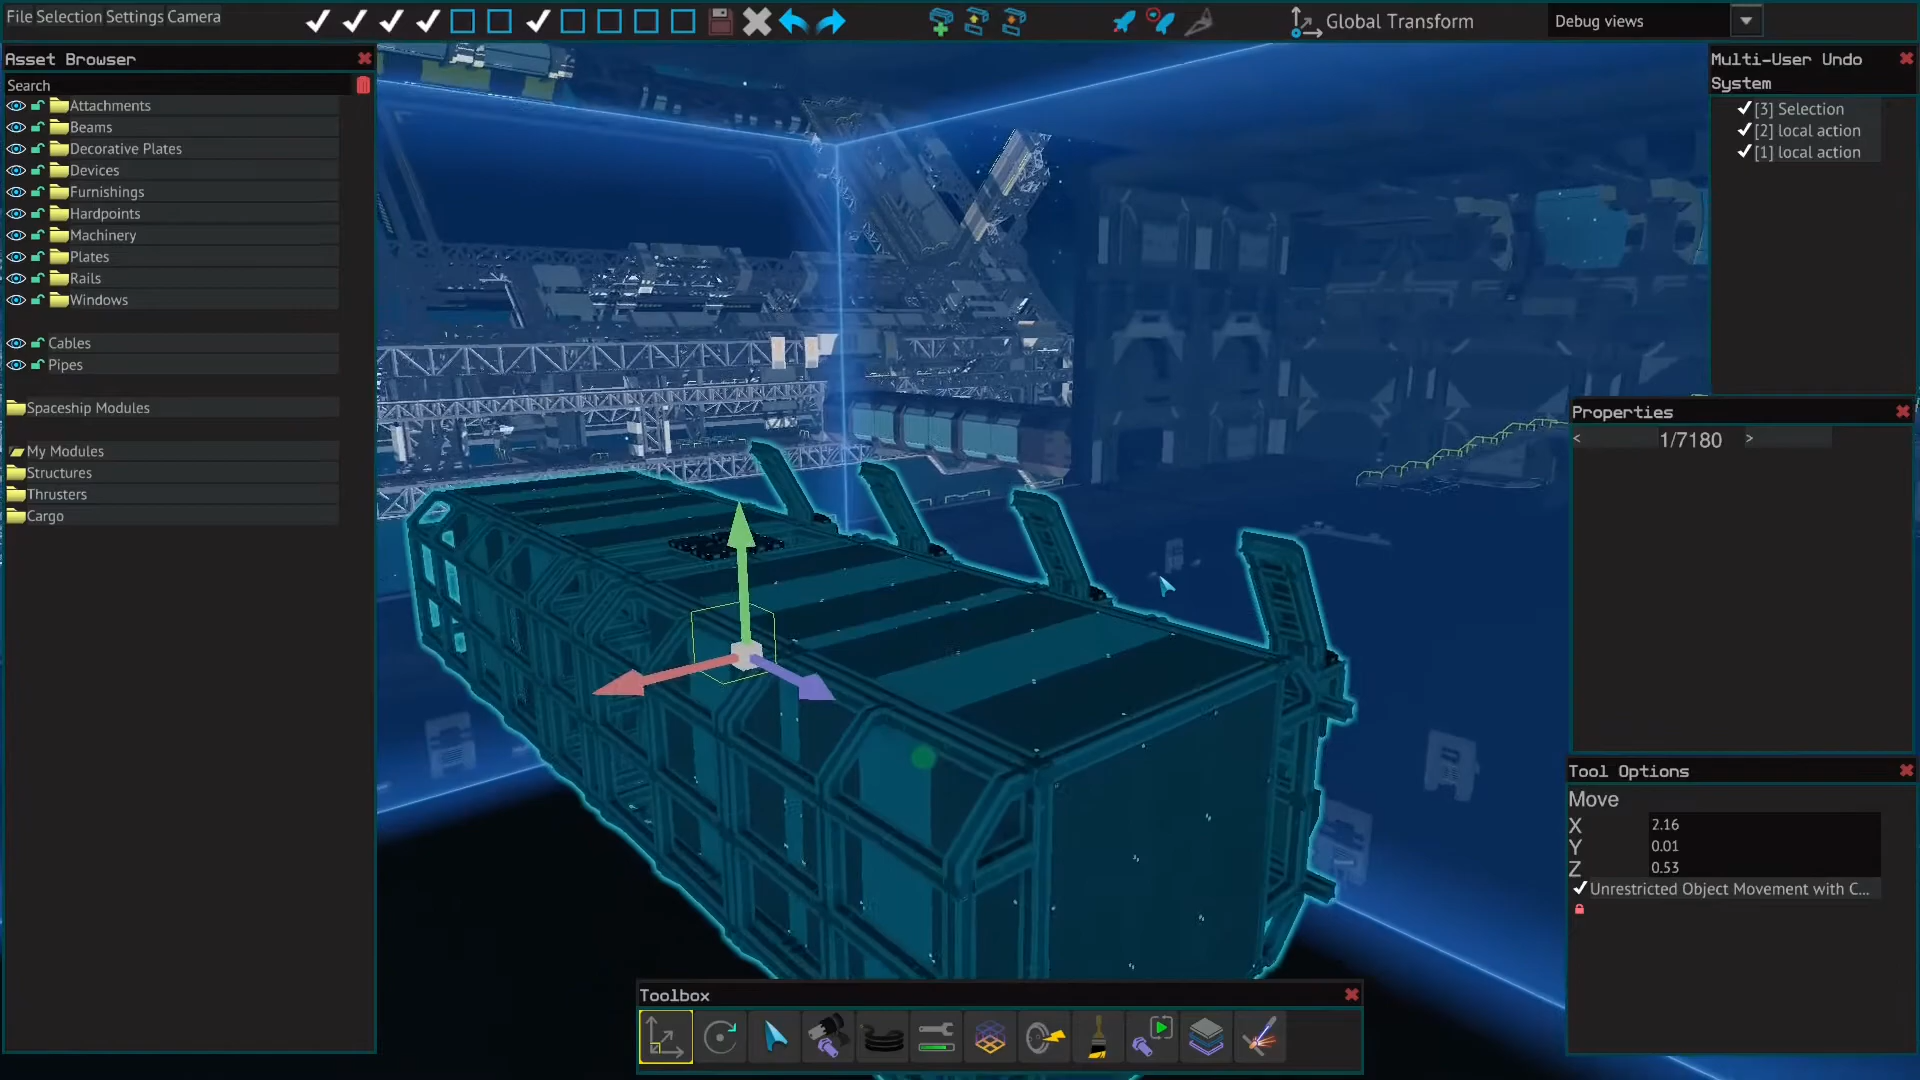 File Selection Settings Camera
Global Transform
Debug views
Asset Browser
Search
Attachments
Beams
Decorative Plates
Devices
Furnishings
Hardpoints
Machinery
Plates
Rails
Windows
Cables
Pipes
Spaceship Modules
My Modules
Structures
Thrusters
Cargo
Multi-User Undo
System
[3] Selection
[2] local action
[1] local action
Properties
< 1/7180 >
Tool Options
Move
X 2.16
Y 0.01
Z 0.53
Unrestricted Object Movement with C...
Toolbox